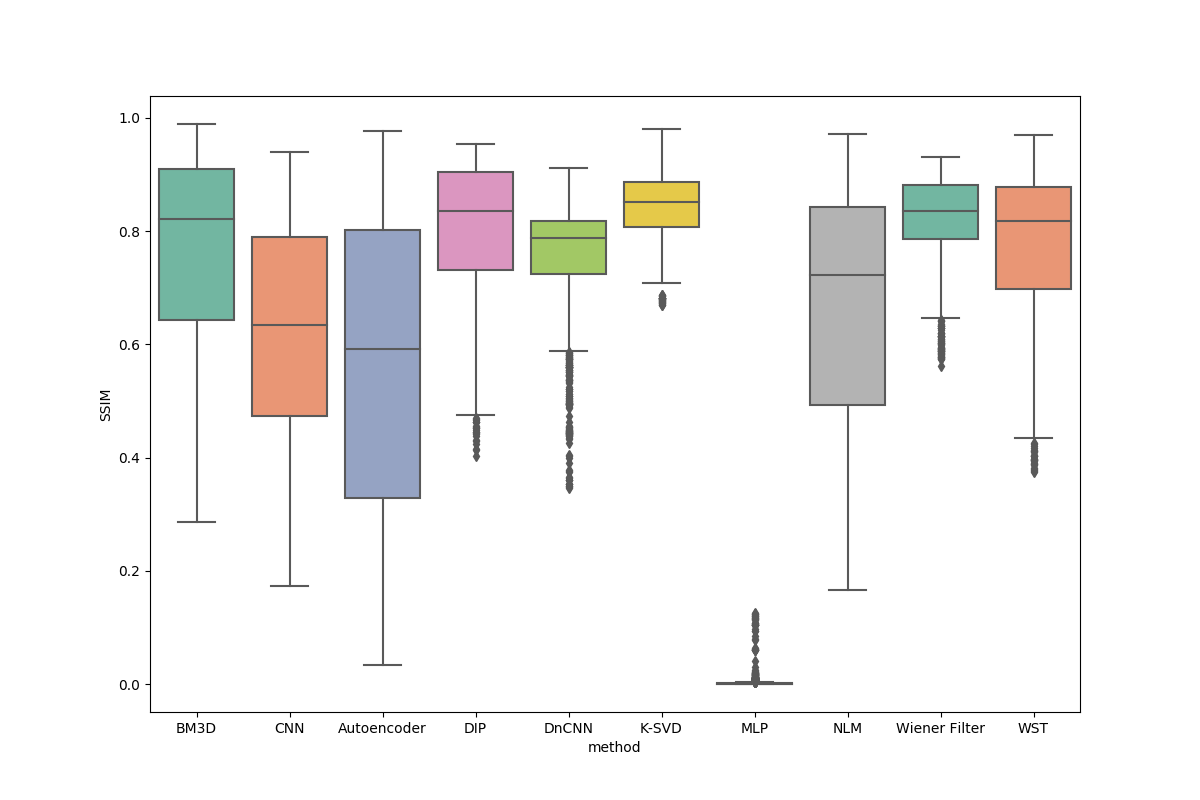 1.0
0.8
0.6
0.4
0.2
0.0
SSIM
BM3D CNN Autoencoder DIP DnCNN K-SVD MLP NLM Wiener Filter WST
method